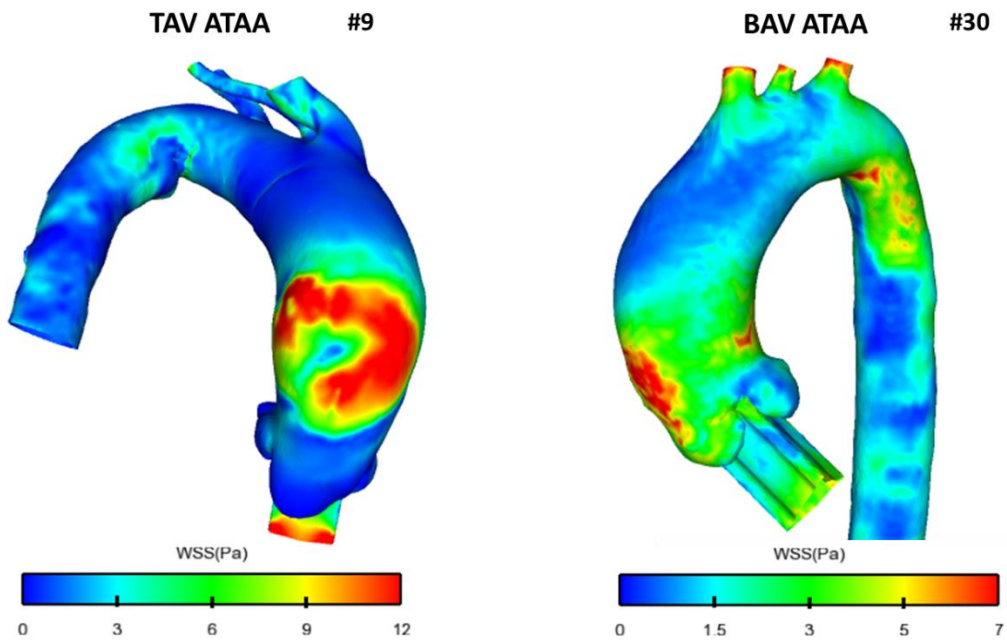 TAV ATAA #9
BAV ATAA #30
WSS(Pa)
0 3 6 9 12
WSS(Pa)
0 1.5 3 5 7